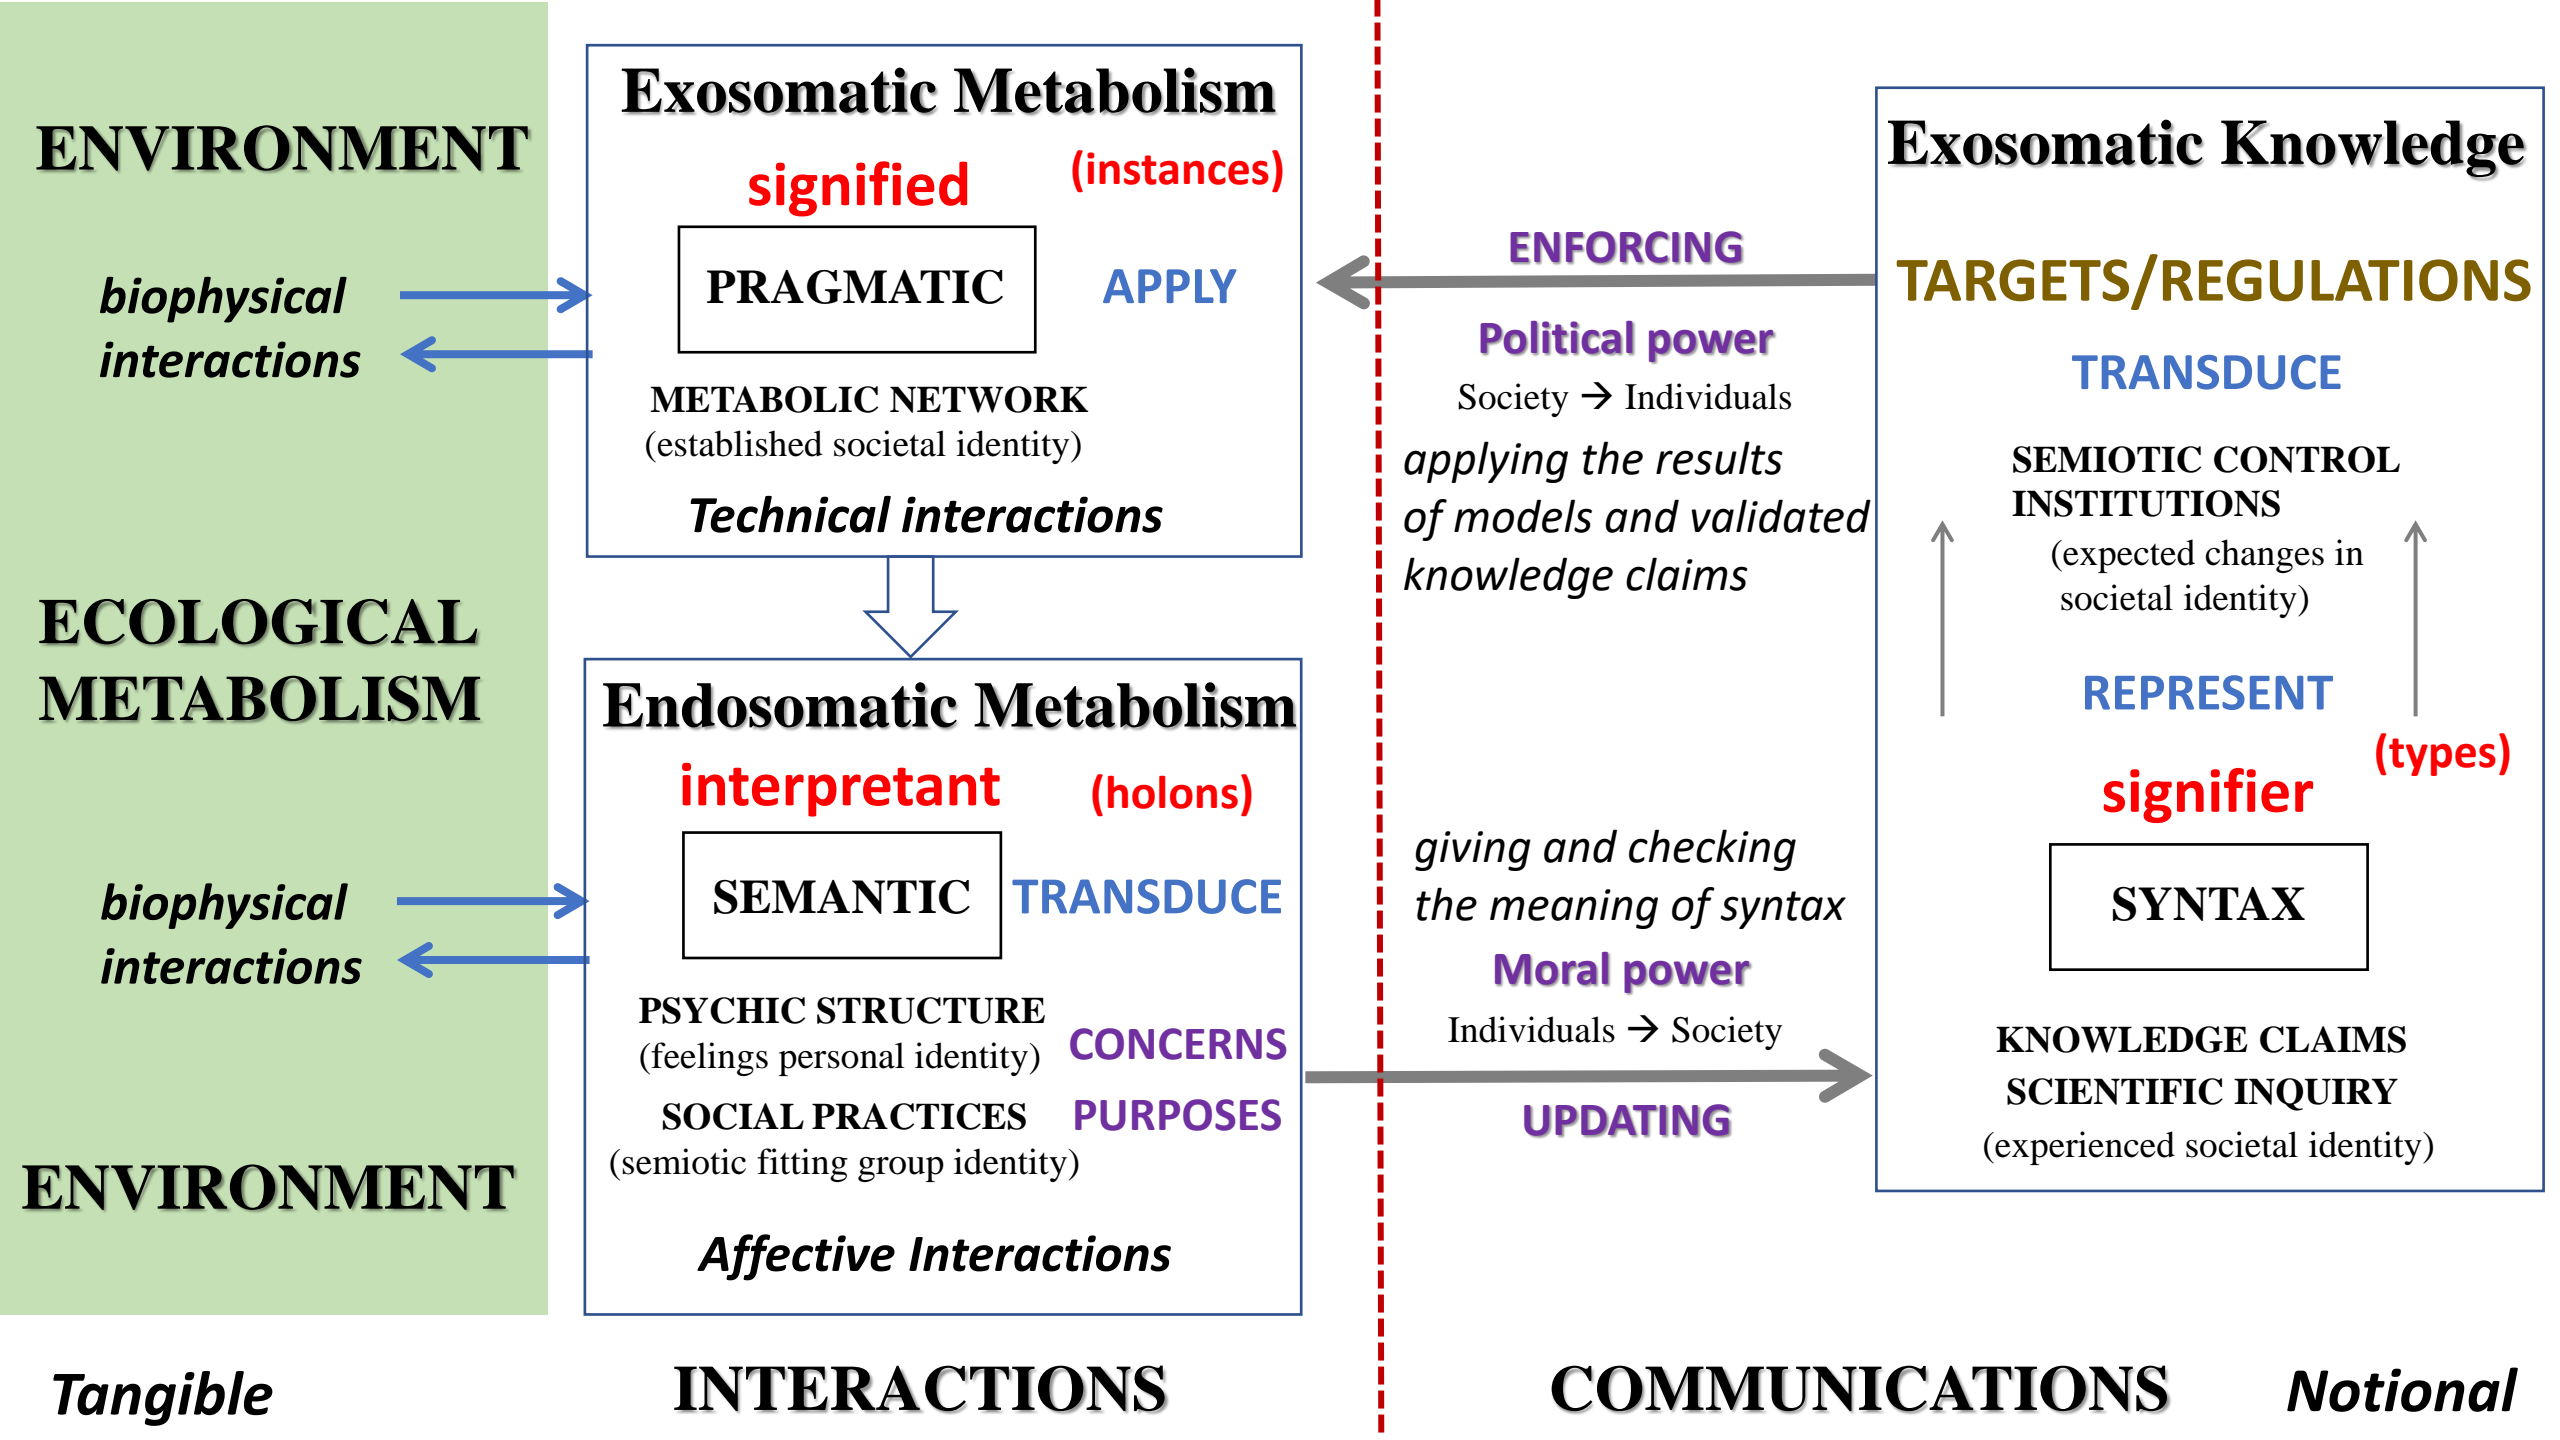 ENVIRONMENT
biophysical
interactions
ECOLOGICAL
METABOLISM
biophysical
interactions
ENVIRONMENT
Tangible
Exosomatic Metabolism
signified (instances)
PRAGMATIC APPLY
METABOLIC NETWORK
(established societal identity)
Technical interactions
Endosomatic Metabolism
interpretant (holons)
SEMANTIC TRANSDUCE
PSYCHIC STRUCTURE
(feelings personal identity)
CONCERNS
SOCIAL PRACTICES PURPOSES
(semiotic fitting group identity)
Affective Interactions
INTERACTIONS
ENFORCING
Political power
Society → Individuals
applying the results
of models and validated
knowledge claims
giving and checking
the meaning of syntax
Moral power
Individuals → Society
UPDATING
Exosomatic Knowledge
TARGETS/REGULATIONS
TRANSDUCE
SEMIOTIC CONTROL
INSTITUTIONS
(expected changes in
societal identity)
REPRESENT
(types)
signifier
SYNTAX
KNOWLEDGE CLAIMS
SCIENTIFIC INQUIRY
(experienced societal identity)
COMMUNICATIONS
Notional